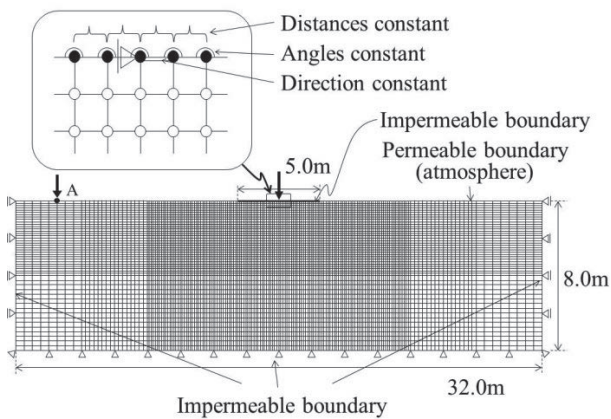 Distances constant
Angles constant
Direction constant
Impermeable boundary
5.0m
Permeable boundary
(atmosphere)
A
8.0m
32.0m
Impermeable boundary